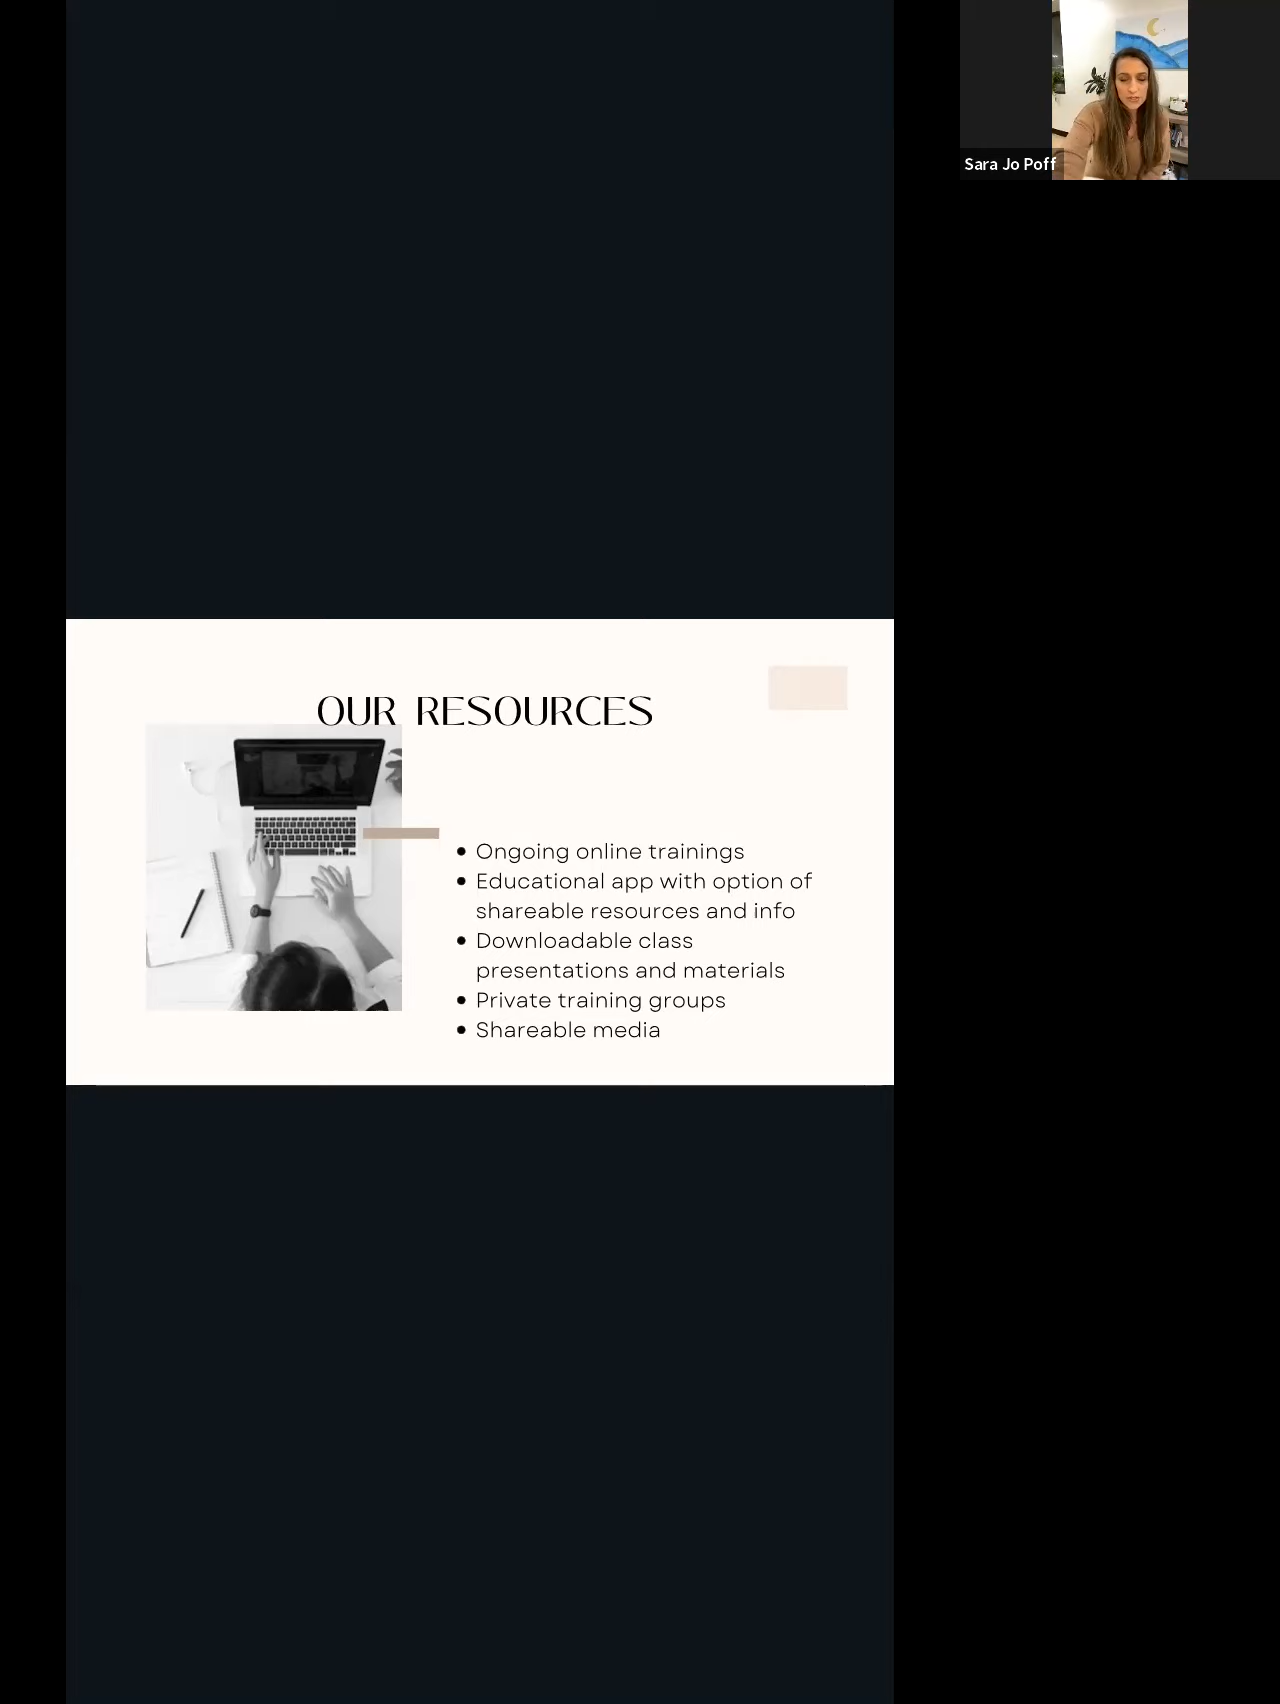 Sara Jo Poff
OUR RESOURCES
• Ongoing online trainings
• Educational app with option of
shareable resources and info
• Downloadable class
presentations and materials
• Private training groups
• Shareable media